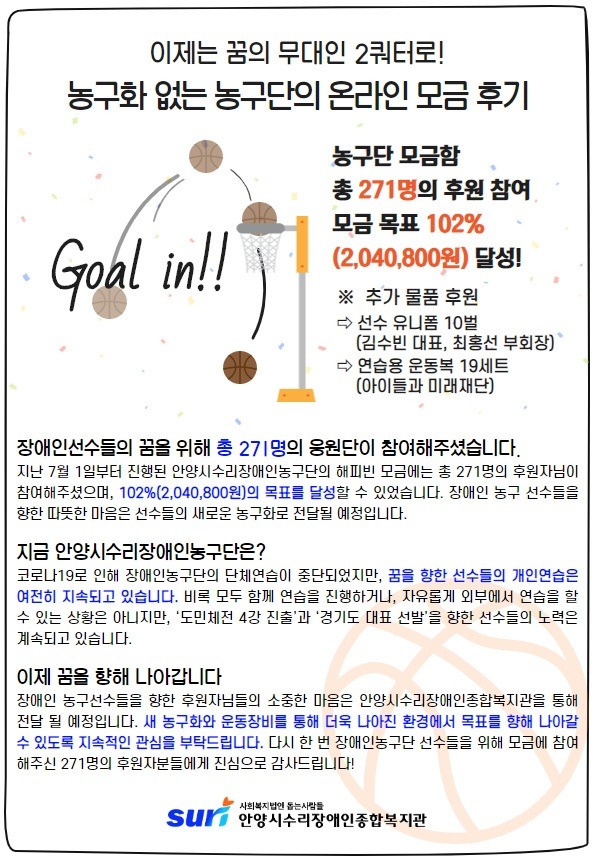 이제는 꿈의 무대인 2쿼터로!
농구화 없는 농구단의 온라인 모금 후기
Goal in!!
농구단 모금함
총 271명의 후원 참여
모금 목표 102%
(2,040,800원) 달성!
※ 추가 물품 후원
⇨ 선수 유니폼 10벌
(김수빈 대표, 최홍선 부회장)
⇨ 연습용 운동복 19세트
(아이들과 미래재단)
장애인선수들의 꿈을 위해 총 271명의 응원단이 참여해주셨습니다.
지난 7월 1일부터 진행된 안양시수리장애인농구단의 해피빈 모금에는 총 271명의 후원자님이
참여해주셨으며, 102%(2,040,800원)의 목표를 달성할 수 있었습니다. 장애인 농구 선수들을
향한 따뜻한 마음은 선수들의 새로운 농구화로 전달될 예정입니다.
지금 안양시수리장애인농구단은?
코로나19로 인해 장애인농구단의 단체연습이 중단되었지만, 꿈을 향한 선수들의 개인연습은
여전히 지속되고 있습니다. 비록 모두 함께 연습을 진행하거나, 자유롭게 외부에서 연습을 할
수 있는 상황은 아니지만, ‘도민체전 4강 진출’과 ‘경기도 대표 선발’을 향한 선수들의 노력은
계속되고 있습니다.
이제 꿈을 향해 나아갑니다
장애인 농구선수들을 향한 후원자님들의 소중한 마음은 안양시수리장애인종합복지관을 통해
전달 될 예정입니다. 새 농구화와 운동장비를 통해 더욱 나아진 환경에서 목표를 향해 나아갈
수 있도록 지속적인 관심을 부탁드립니다. 다시 한 번 장애인농구단 선수들을 위해 모금에 참여
해주신 271명의 후원자분들에게 진심으로 감사드립니다!
사회복지법인 돕는사람들
suri 안양시수리장애인종합복지관